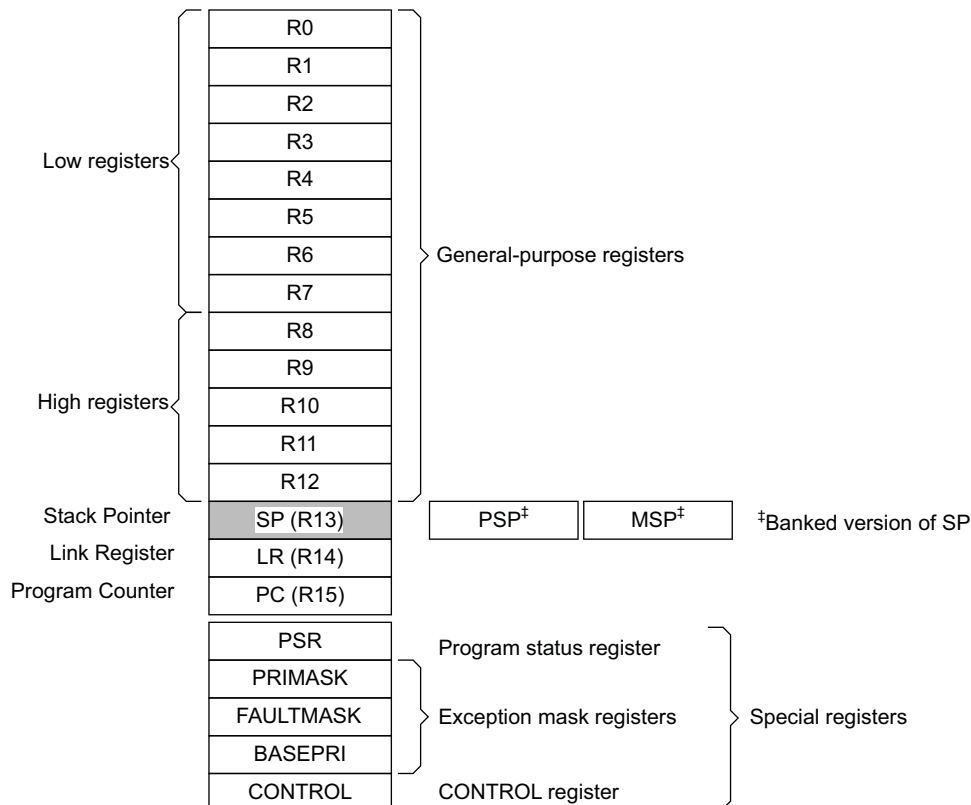 R0
R1
R2
R3
Low registers
R4
R5
R6
General-purpose registers
R7
R8
R9
High registers
R10
R11
R12
Stack Pointer SP (R13) PSP‡ MSP‡ ‡Banked version of SP
Link Register LR (R14)
Program Counter PC (R15)
PSR Program status register
PRIMASK
FAULTMASK Exception mask registers Special registers
BASEPRI
CONTROL CONTROL register